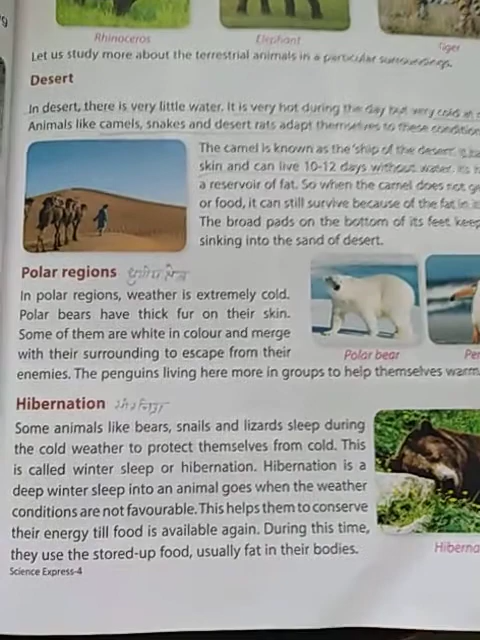 Rhinoceros Elephant Tiger
Let us study more about the terrestrial animals in a particular surroundings.
Desert
In desert, there is very little water. It is very hot during the day but very cold at
Animals like camels, snakes and desert rats adapt themselves to these condition
The camel is known as the 'ship of the desert'.
skin and can live 10-12 days without water.
a reservoir of fat. So when the camel does not
or food, it can still survive because of the fat in
The broad pads on the bottom of its feet keep
sinking into the sand of desert.
Polar regions
In polar regions, weather is extremely cold.
Polar bears have thick fur on their skin.
Some of them are white in colour and merge
with their surrounding to escape from their
enemies. The penguins living here more in groups to help themselves warm
Polar bear Pe
Hibernation
Some animals like bears, snails and lizards sleep during
the cold weather to protect themselves from cold. This
is called winter sleep or hibernation. Hibernation is a
deep winter sleep into an animal goes when the weather
conditions are not favourable. This helps them to conserve
their energy till food is available again. During this time,
they use the stored-up food, usually fat in their bodies.
Hiberna
Science Express-4